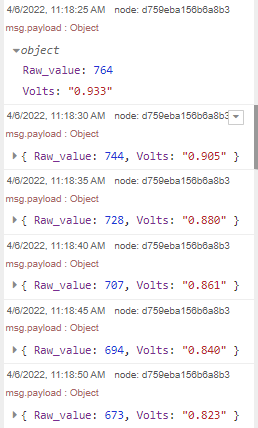 4/6/2022, 11:18:25 AM node: d759eba156b6a8b3
msg.payload : Object
object
Raw_value: 764
Volts: "0.933"
4/6/2022, 11:18:30 AM node: d759eba156b6a8b3
msg.payload : Object
{ Raw_value: 744, Volts: "0.905" }
4/6/2022, 11:18:35 AM node: d759eba156b6a8b3
msg.payload : Object
{ Raw_value: 728, Volts: "0.880" }
4/6/2022, 11:18:40 AM node: d759eba156b6a8b3
msg.payload : Object
{ Raw_value: 707, Volts: "0.861" }
4/6/2022, 11:18:45 AM node: d759eba156b6a8b3
msg.payload : Object
{ Raw_value: 694, Volts: "0.840" }
4/6/2022, 11:18:50 AM node: d759eba156b6a8b3
msg.payload : Object
{ Raw_value: 673, Volts: "0.823" }